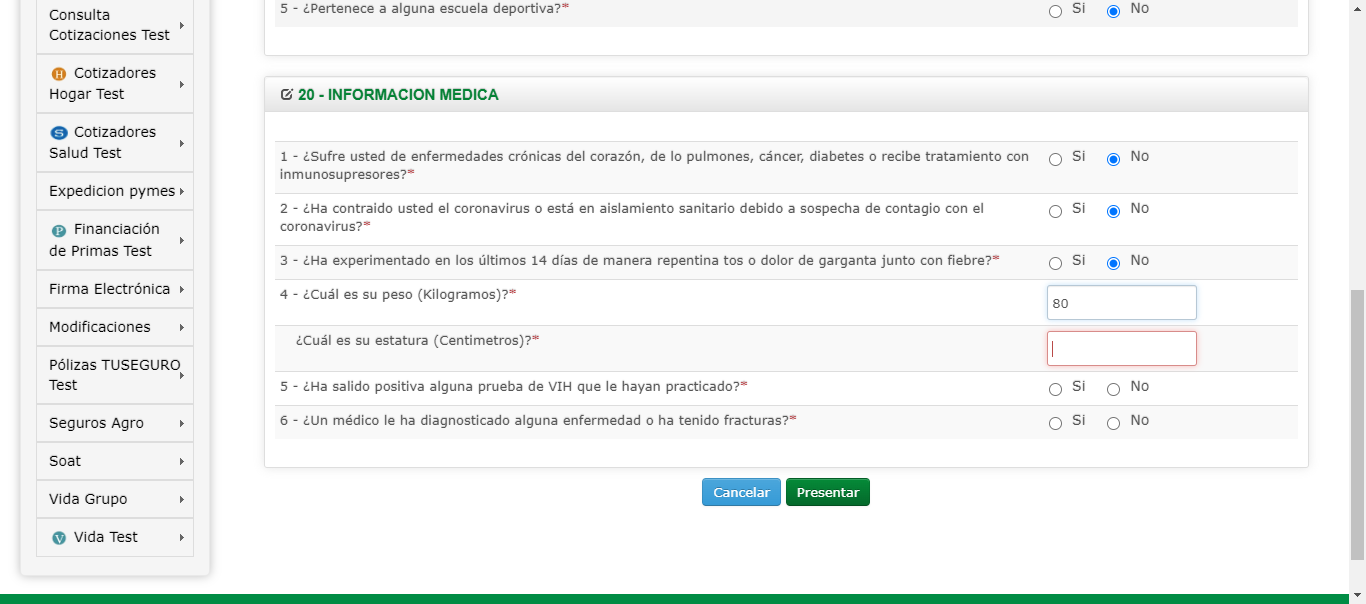 Consulta
Cotizaciones Test
H Cotizadores
Hogar Test
S Cotizadores
Salud Test
Expedicion pymes
P Financiación
de Primas Test
Firma Electrónica
Modificaciones
Pólizas TUSEGURO
Test
Seguros Agro
Soat
Vida Grupo
V Vida Test
5 - ¿Pertenece a alguna escuela deportiva?* Si No
20 - INFORMACION MEDICA
1 - ¿Sufre usted de enfermedades crónicas del corazón, de lo pulmones, cáncer, diabetes o recibe tratamiento con Si No
inmunosupresores?*
2 - ¿Ha contraido usted el coronavirus o está en aislamiento sanitario debido a sospecha de contagio con el Si No
coronavirus?*
3 - ¿Ha experimentado en los últimos 14 días de manera repentina tos o dolor de garganta junto con fiebre?* Si No
4 - ¿Cuál es su peso (Kilogramos)?* 80
¿Cuál es su estatura (Centimetros)?*
5 - ¿Ha salido positiva alguna prueba de VIH que le hayan practicado?* Si No
6 - ¿Un médico le ha diagnosticado alguna enfermedad o ha tenido fracturas?* Si No
Cancelar Presentar